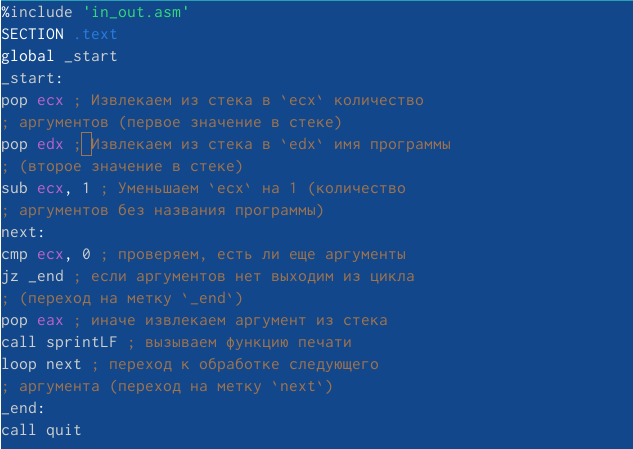 %include 'in_out.asm'
SECTION .text
global _start
_start:
pop ecx ; Извлекаем из стека в `ecx` количество
; аргументов (первое значение в стеке)
pop edx ; Извлекаем из стека в `edx` имя программы
; (второе значение в стеке)
sub ecx, 1 ; Уменьшаем `ecx` на 1 (количество
; аргументов без названия программы)
next:
cmp ecx, 0 ; проверяем, есть ли еще аргументы
jz _end ; если аргументов нет выходим из цикла
; (переход на метку `_end`)
pop eax ; иначе извлекаем аргумент из стека
call sprintLF ; вызываем функцию печати
loop next ; переход к обработке следующего
; аргумента (переход на метку `next`)
_end:
call quit